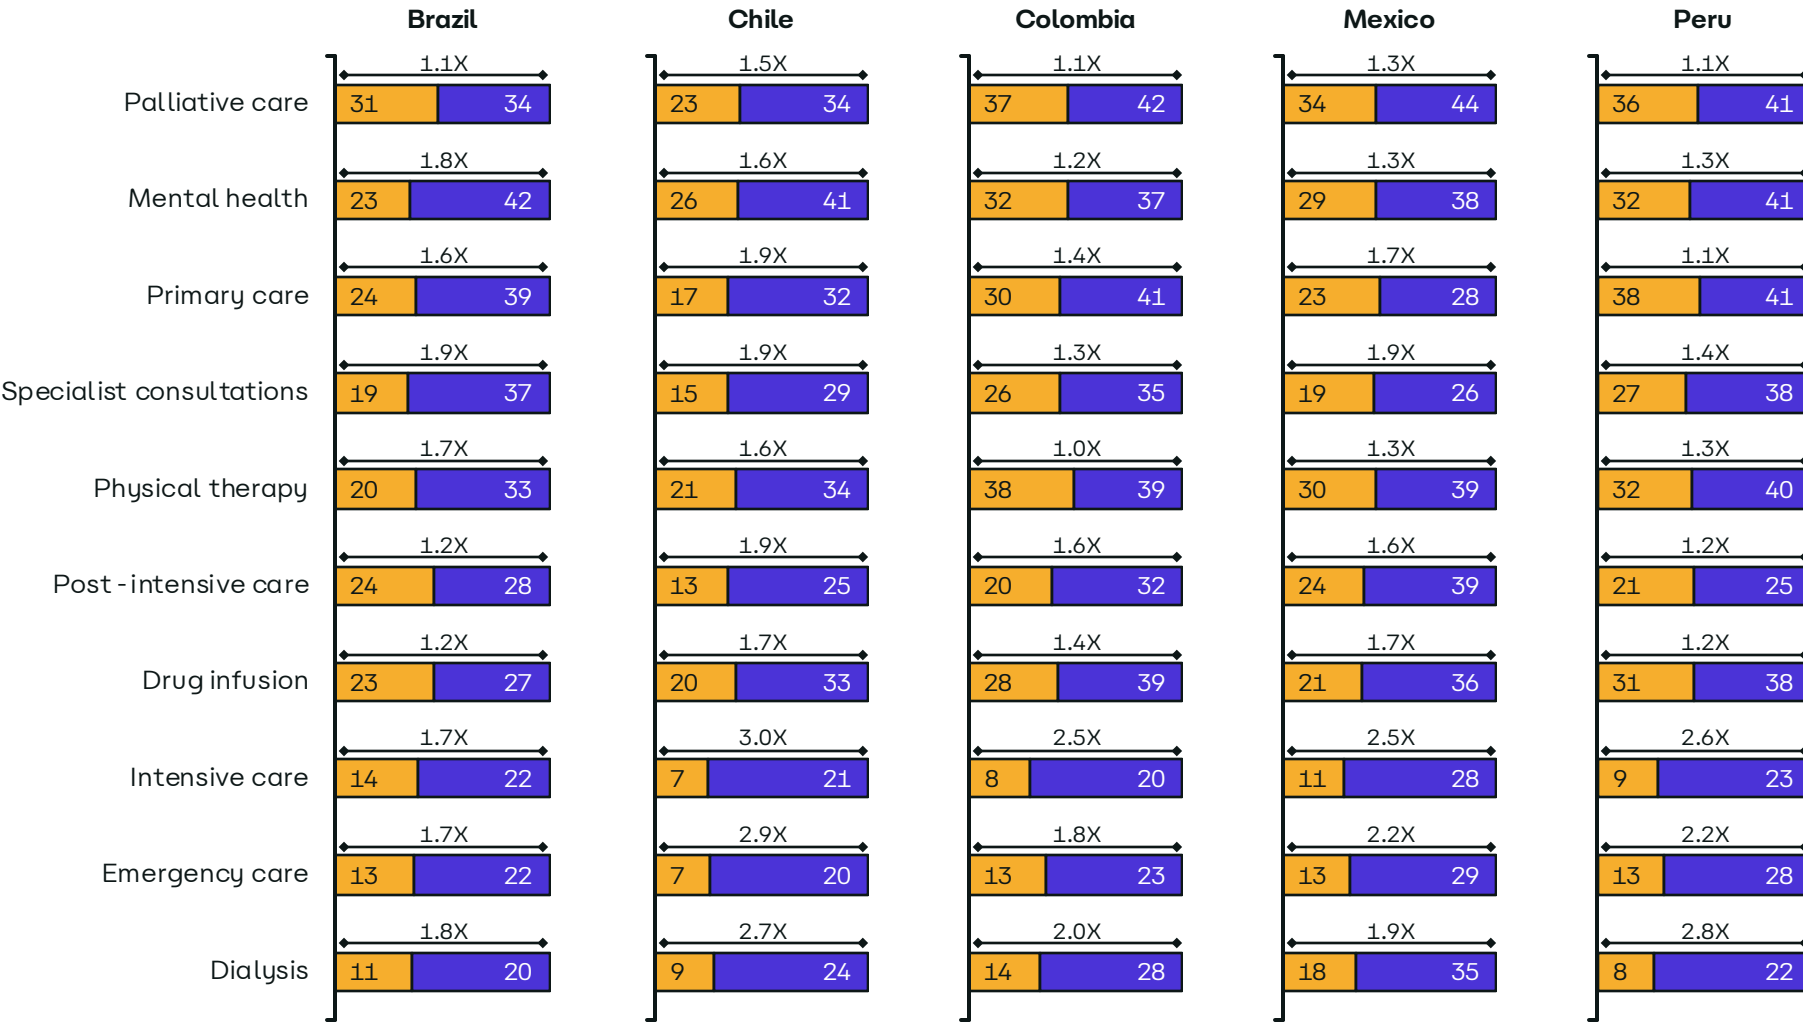 Brazil Chile Colombia Mexico Peru
1.1X 1.5X 1.1X 1.3X 1.1X
Palliative care 31 34 23 34 37 42 34 44 36 41
1.8X 1.6X 1.2X 1.3X 1.3X
Mental health 23 42 26 41 32 37 29 38 32 41
1.6X 1.9X 1.4X 1.7X 1.1X
Primary care 24 39 17 32 30 41 23 28 38 41
1.9X 1.9X 1.3X 1.9X 1.4X
Specialist consultations 19 37 15 29 26 35 19 26 27 38
1.7X 1.6X 1.0X 1.3X 1.3X
Physical therapy 20 33 21 34 38 39 30 39 32 40
1.2X 1.9X 1.6X 1.6X 1.2X
Post-intensive care 24 28 13 25 20 32 24 39 21 25
1.2X 1.7X 1.4X 1.7X 1.2X
Drug infusion 23 27 20 33 28 39 21 36 31 38
1.7X 3.0X 2.5X 2.5X 2.6X
Intensive care 14 22 7 21 8 20 11 28 9 23
1.7X 2.9X 1.8X 2.2X 2.2X
Emergency care 13 22 7 20 13 23 13 29 13 28
1.8X 2.7X 2.0X 1.9X 2.8X
Dialysis 11 20 9 24 14 28 18 35 8 22